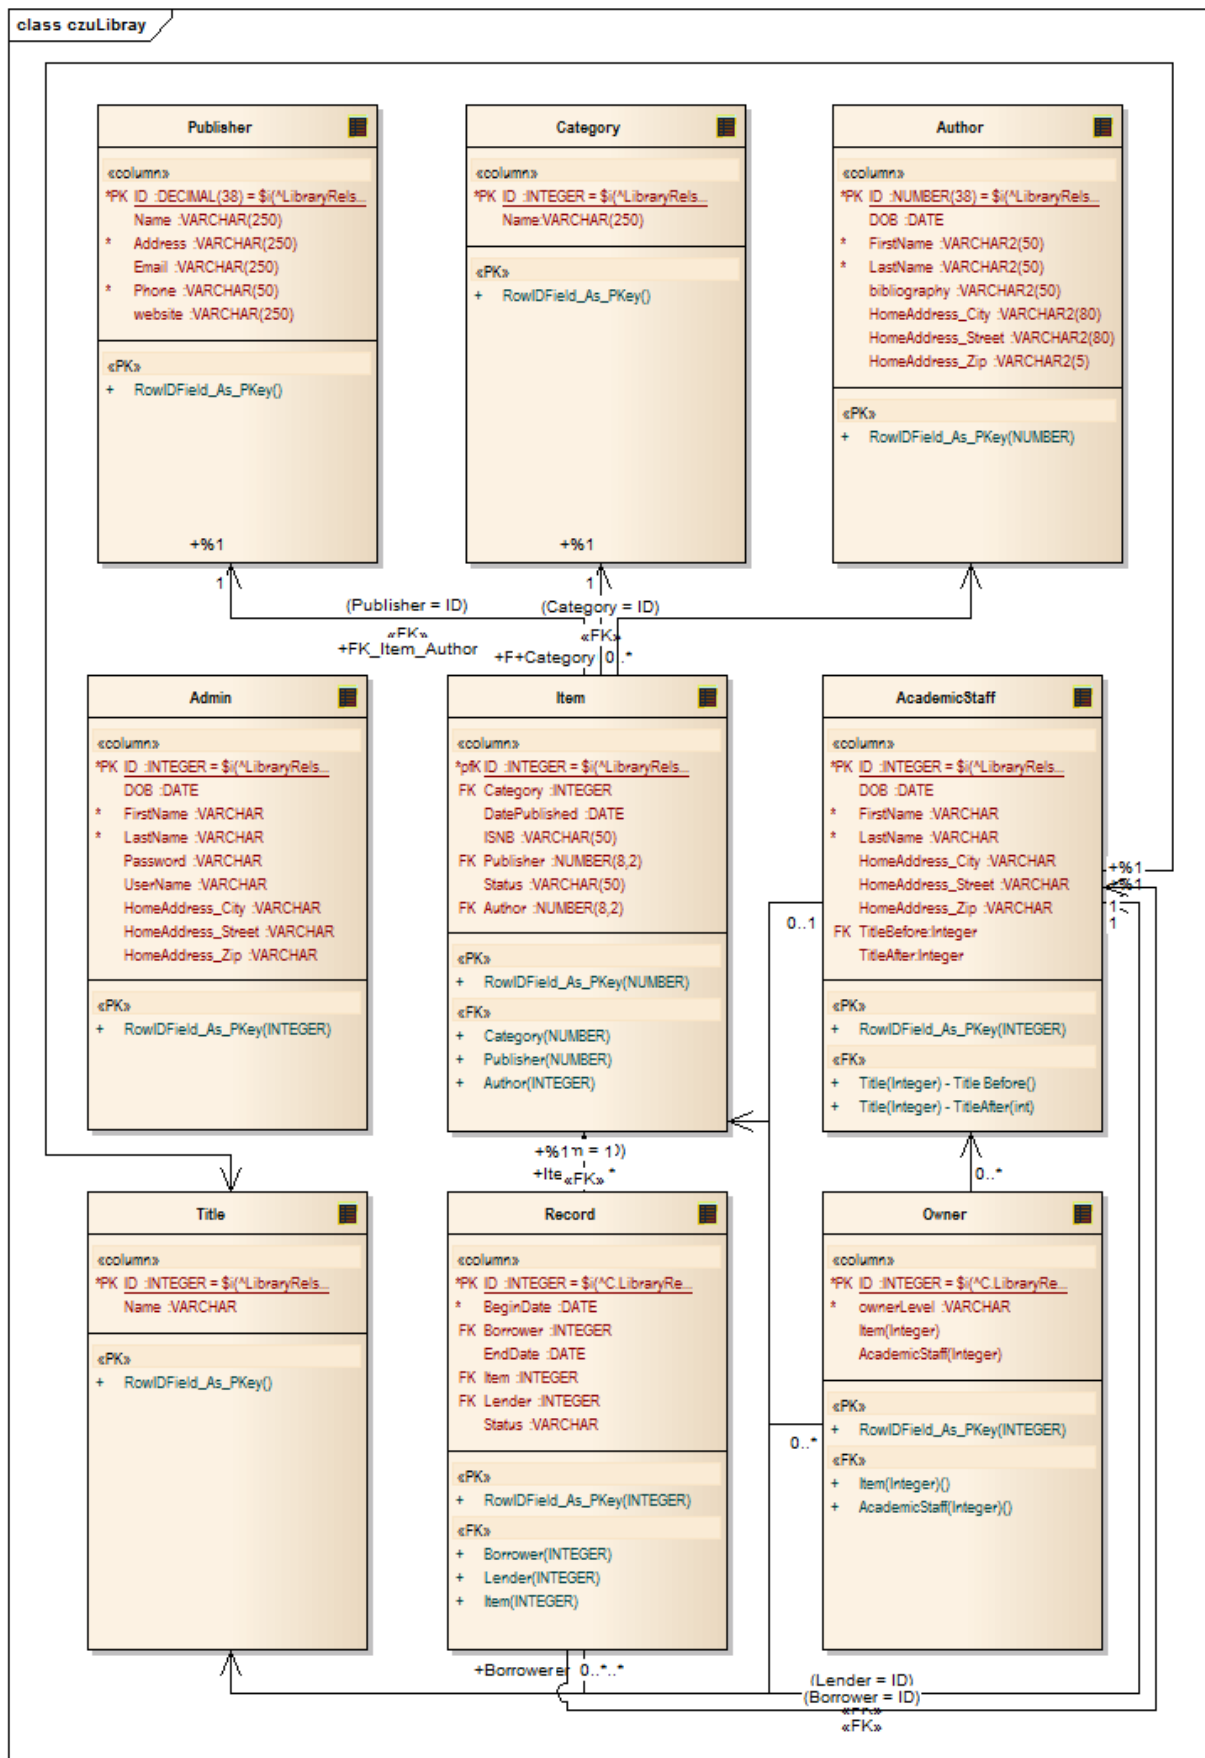 class czuLibray
Publisher
«column»
*PK ID :DECIMAL(38) = $i(^LibraryRels...
Name :VARCHAR(250)
* Address :VARCHAR(250)
Email :VARCHAR(250)
* Phone :VARCHAR(50)
website :VARCHAR(250)
«PK»
+ RowIDField_As_PKey()
+%1
1
Category
«column»
*PK ID :INTEGER = $i(^LibraryRels...
Name:VARCHAR(250)
«PK»
+ RowIDField_As_PKey()
+%1
1
Author
«column»
*PK ID :NUMBER(38) = $i(^LibraryRels...
DOB :DATE
* FirstName :VARCHAR2(50)
* LastName :VARCHAR2(50)
bibliography :VARCHAR2(50)
HomeAddress_City :VARCHAR2(80)
HomeAddress_Street :VARCHAR2(80)
HomeAddress_Zip :VARCHAR2(5)
«PK»
+ RowIDField_As_PKey(NUMBER)
(Publisher = ID)
(Category = ID)
«FK»
«FK»
+FK_Item_Author
+F+Category 0..*
Admin
«column»
*PK ID :INTEGER = $i(^LibraryRels...
DOB :DATE
* FirstName :VARCHAR
* LastName :VARCHAR
Password :VARCHAR
UserName :VARCHAR
HomeAddress_City :VARCHAR
HomeAddress_Street :VARCHAR
HomeAddress_Zip :VARCHAR
«PK»
+ RowIDField_As_PKey(INTEGER)
Item
«column»
*pfK ID :INTEGER = $i(^LibraryRels...
FK Category :INTEGER
DatePublished :DATE
ISNB :VARCHAR(50)
FK Publisher :NUMBER(8,2)
Status :VARCHAR(50)
FK Author :NUMBER(8,2)
«PK»
+ RowIDField_As_PKey(NUMBER)
«FK»
+ Category(NUMBER)
+ Publisher(NUMBER)
+ Author(INTEGER)
AcademicStaff
«column»
*PK ID :INTEGER = $i(^LibraryRels...
DOB :DATE
* FirstName :VARCHAR
* LastName :VARCHAR
HomeAddress_City :VARCHAR
HomeAddress_Street :VARCHAR
HomeAddress_Zip :VARCHAR
FK TitleBefore:Integer
TitleAfter:Integer
«PK»
+ RowIDField_As_PKey(INTEGER)
«FK»
+ Title(Integer) - Title Before()
+ Title(Integer) - TitleAfter(int)
+%1
+%1
1
1
0..1
+%1
= 1))
«FK» *
0..*
Title
«column»
*PK ID :INTEGER = $i(^LibraryRels...
Name :VARCHAR
«PK»
+ RowIDField_As_PKey()
Record
«column»
*PK ID :INTEGER = $i(^C.LibraryRe...
* BeginDate :DATE
FK Borrower :INTEGER
EndDate :DATE
FK Item :INTEGER
FK Lender :INTEGER
Status :VARCHAR
«PK»
+ RowIDField_As_PKey(INTEGER)
«FK»
+ Borrower(INTEGER)
+ Lender(INTEGER)
+ Item(INTEGER)
Owner
«column»
*PK ID :INTEGER = $i(^C.LibraryRe...
* ownerLevel :VARCHAR
Item(Integer)
AcademicStaff(Integer)
«PK»
+ RowIDField_As_PKey(INTEGER)
«FK»
+ Item(Integer)()
+ AcademicStaff(Integer)()
0..*
+Borrowerer 0..*..*
(Lender = ID)
(Borrower = ID)
«FK»
«FK»